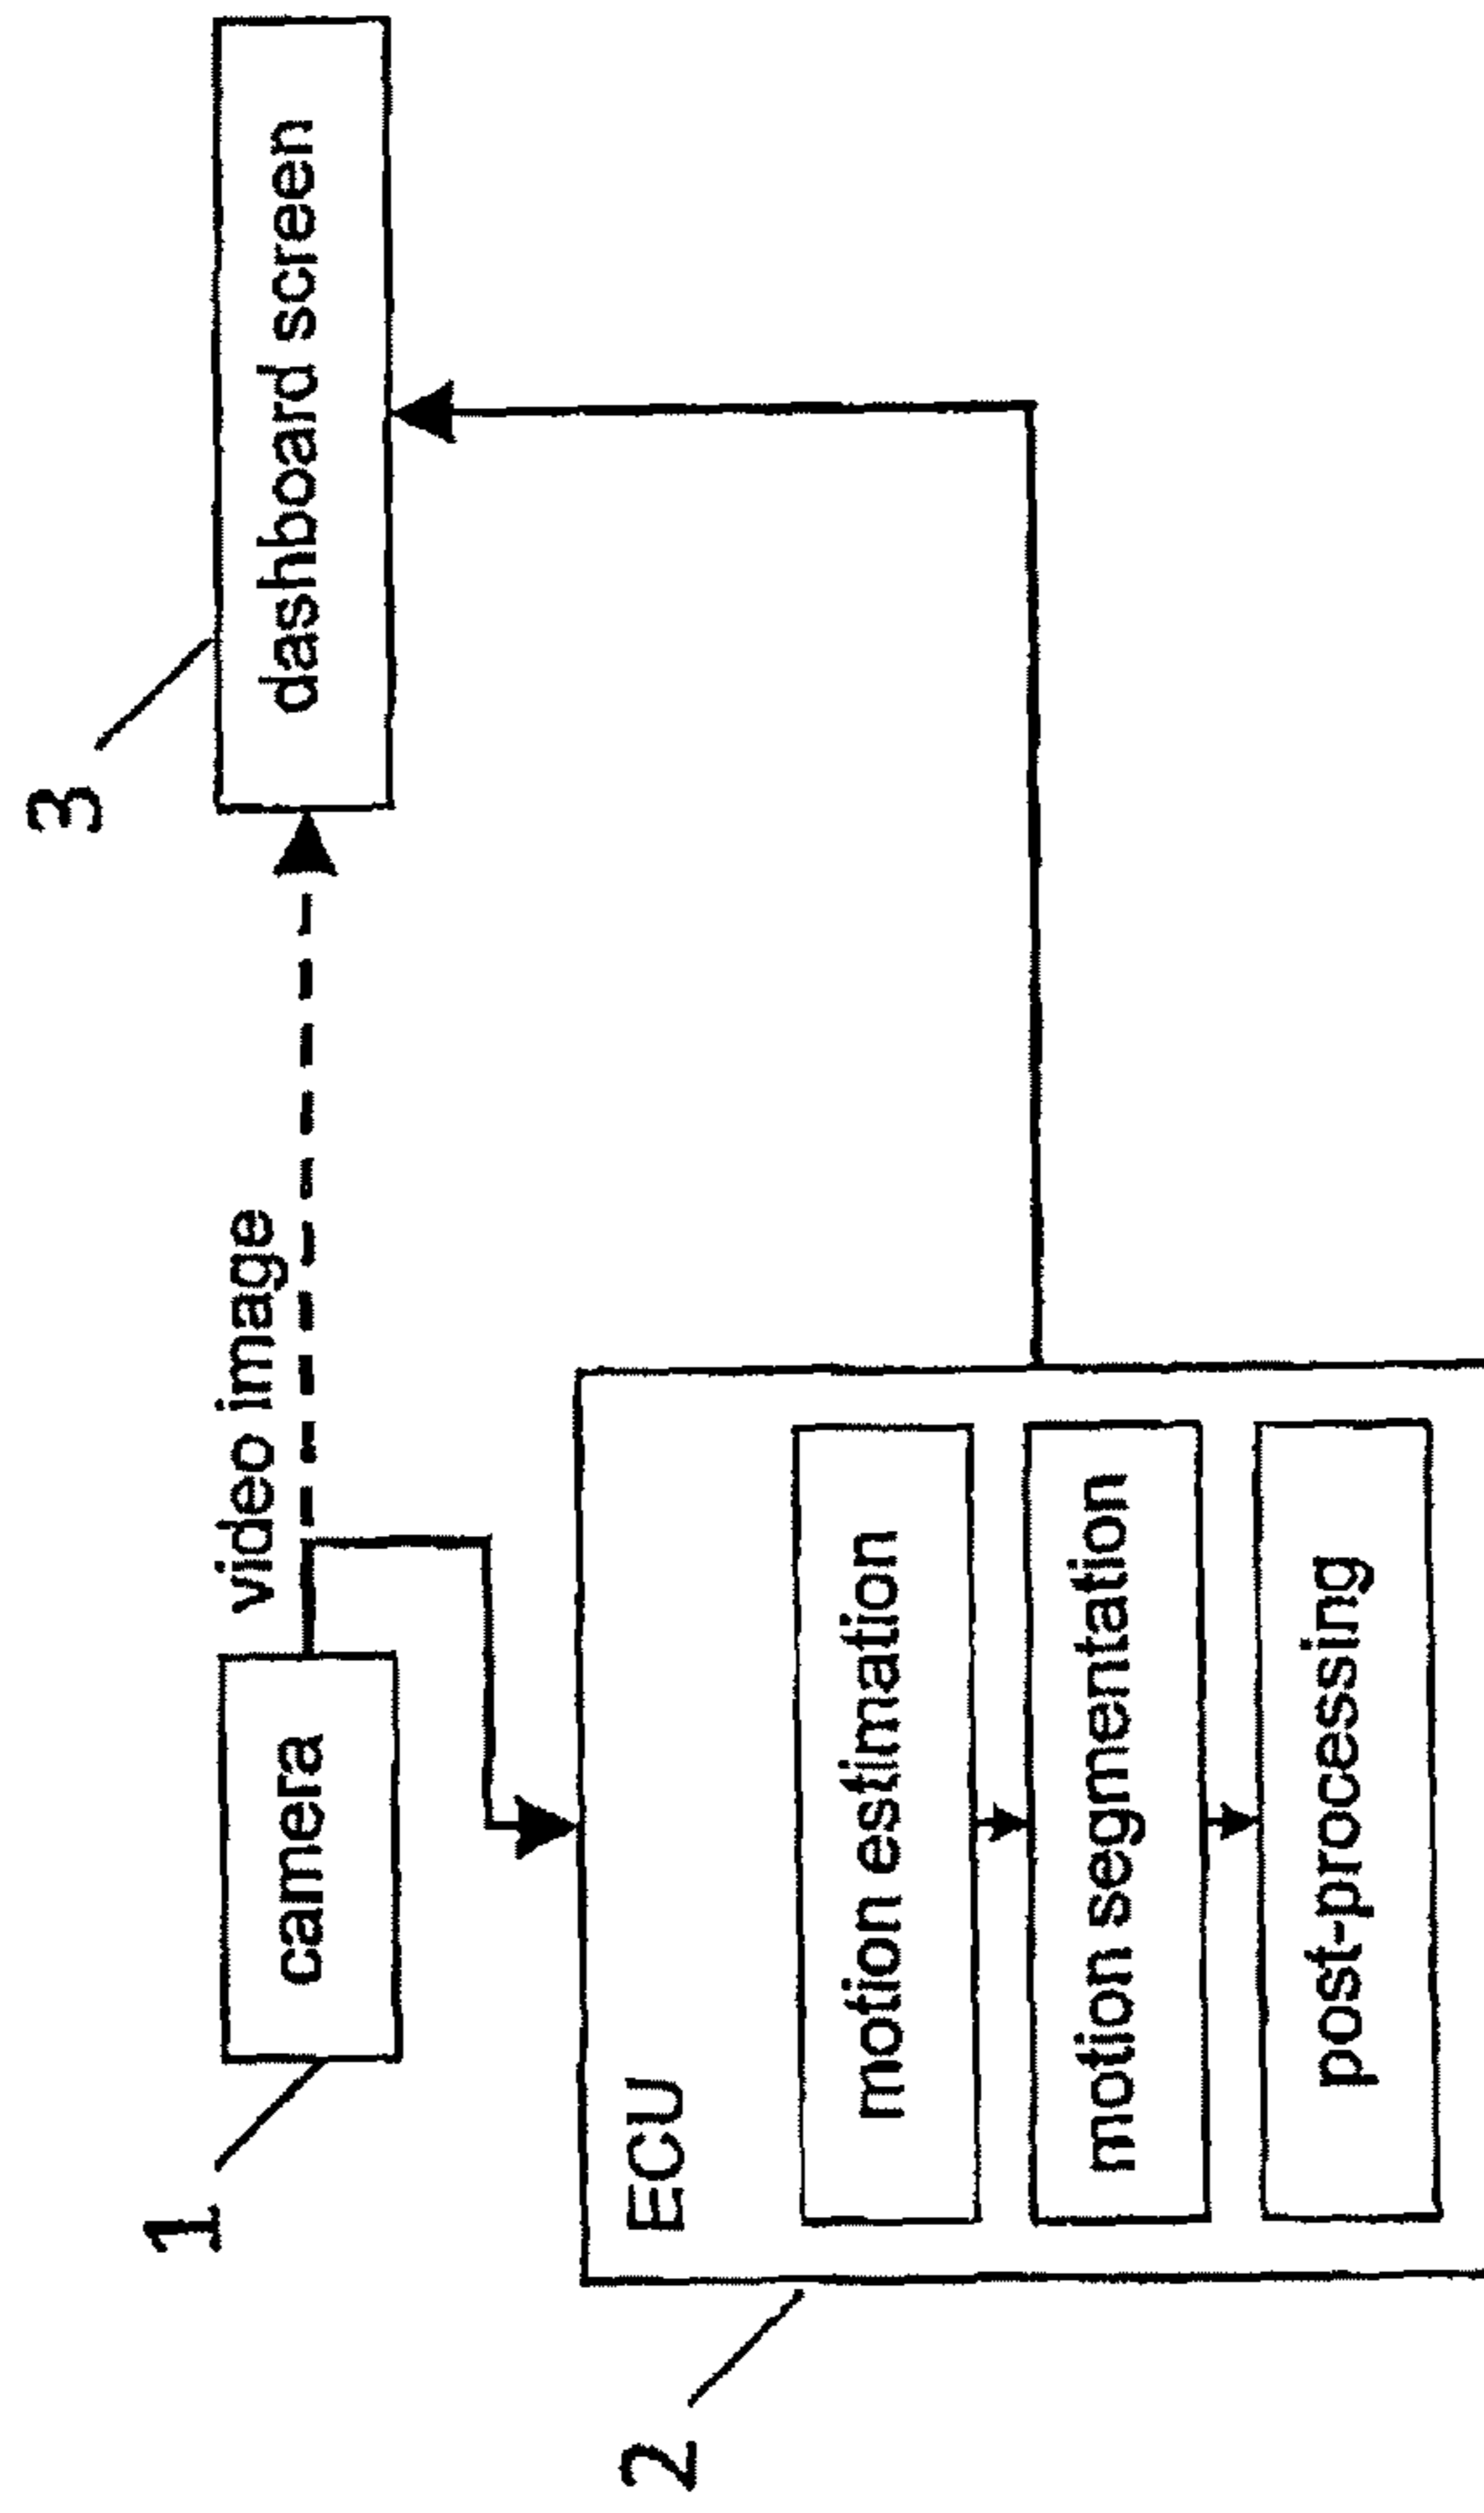 1
camera
video image
3
dashboard screen
2
ECU
motion estimation
motion segmentation
post-processing